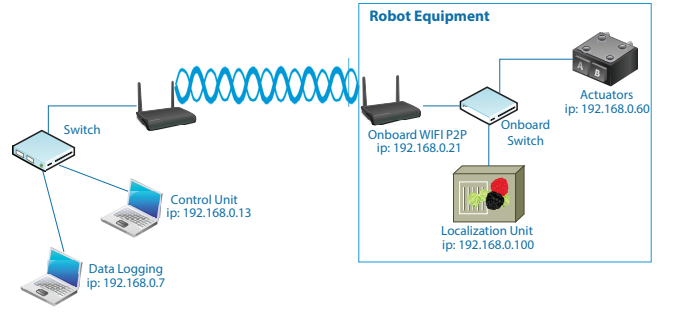 Robot Equipment
A B
Actuators
ip: 192.168.0.60
Switch
Onboard WIFI P2P
ip: 192.168.0.21
Onboard
Switch
Control Unit
ip: 192.168.0.13
Localization Unit
ip: 192.168.0.100
Data Logging
ip: 192.168.0.7